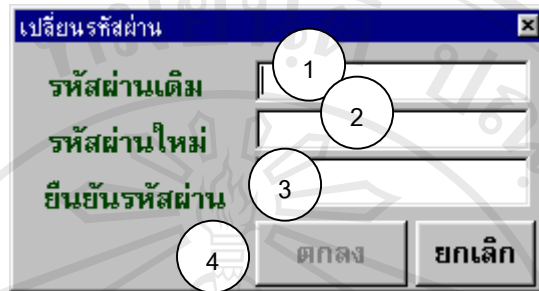 เปลี่ยนรหัสผ่าน
รหัสผ่านเดิม 1
รหัสผ่านใหม่ 2
ยืนยันรหัสผ่าน 3
4 ตกลง ยกเลิก